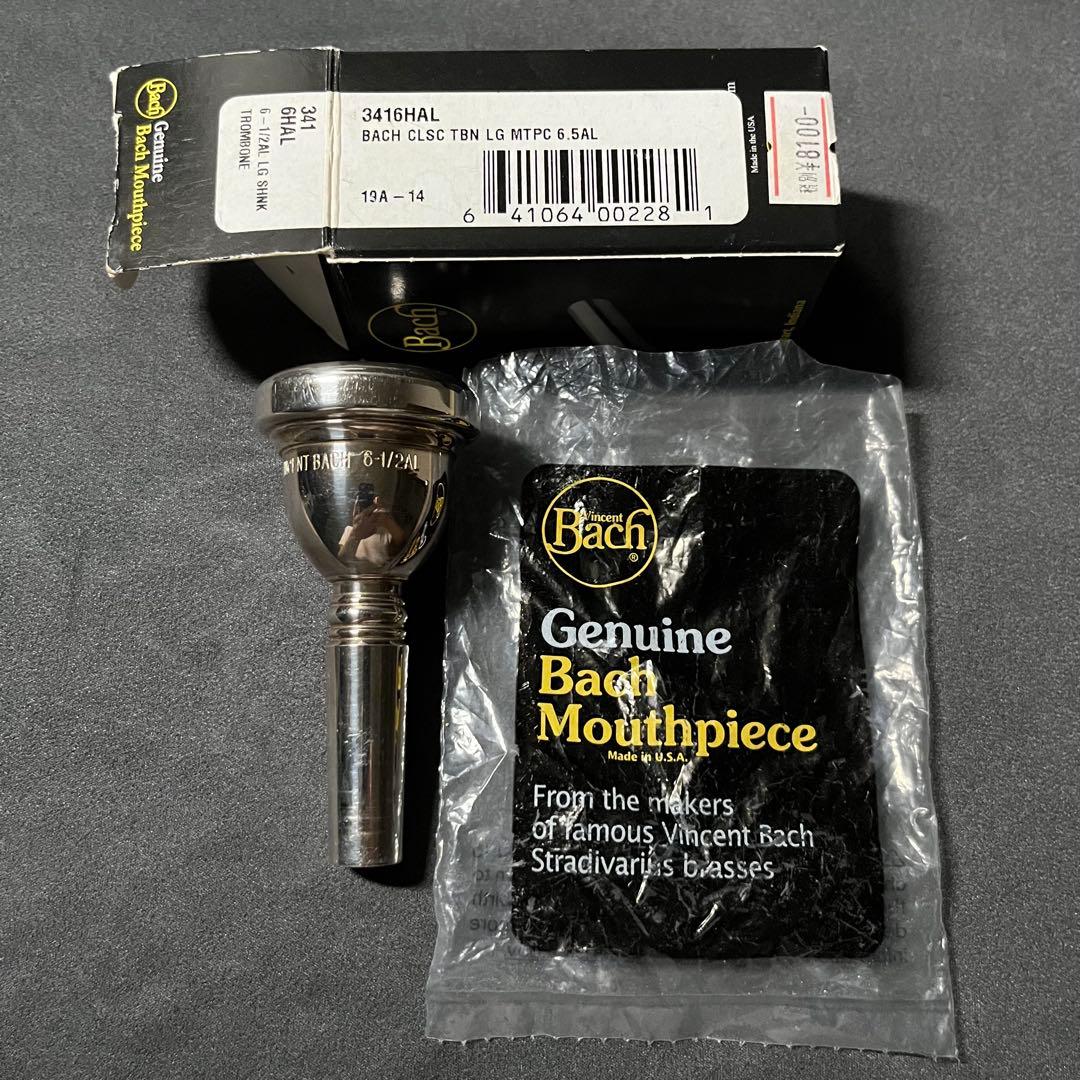 Bach
Genuine
Bach Mouthpiece
341
6HAL
6-1/2AL LG SHNK
TROMBONE
3416HAL
BACH CLSC TBN LG MTPC 6.5AL
19A-14
6 41064 00228 1
Made in the USA
-0018
Bach
Indiana
BACH 6-1/2AL
Vincent
Bach
®
Genuine
Bach
Mouthpiece
Made in U.S.A.
From the makers
of famous Vincent Bach
Stradivarius brasses